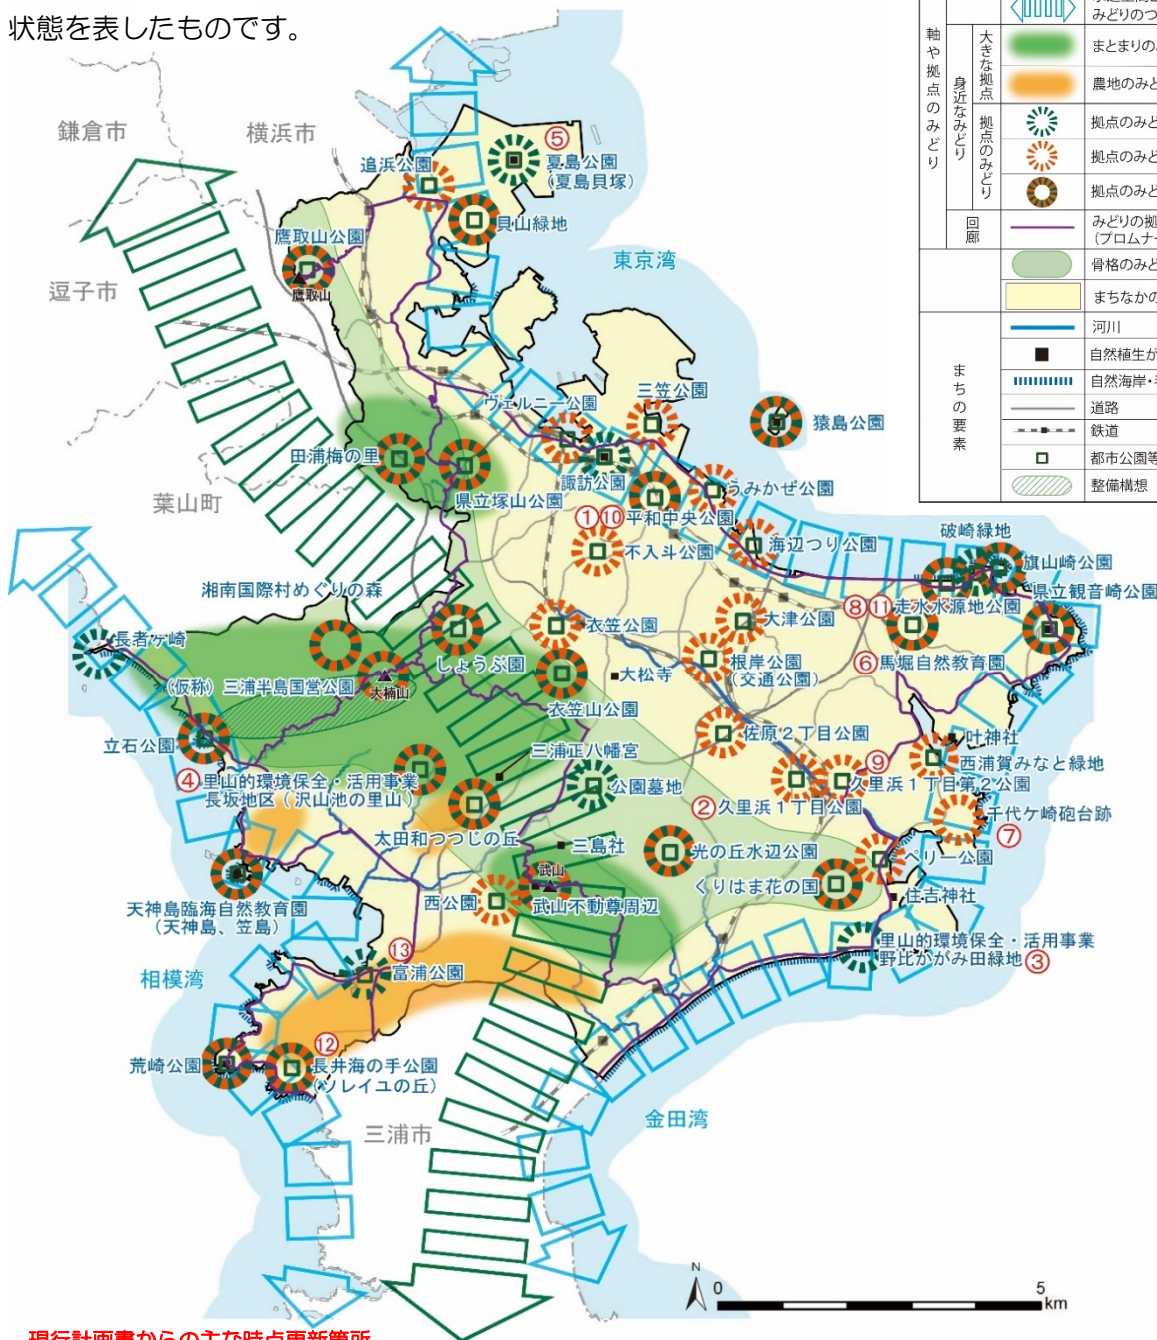 状態を表したものです。
みどりのつ
軸や拠点のみどり
身近なみどり
大きな拠点
まとまりの
農地のみど
拠点のみどり
拠点のみど
拠点のみど
拠点のみど
回廊
みどりの拠
(プロムナー
骨格のみど
まちなかの
まちの要素
河川
自然植生が
自然海岸・
道路
鉄道
都市公園等
整備構想
鎌倉市
横浜市
逗子市
葉山町
東京湾
⑤
夏島公園
(夏島貝塚)
追浜公園
貝山緑地
鷹取山公園
鷹取山
ヴェルニー公園
三笠公園
猿島公園
田浦梅の里
県立塚山公園
諏訪公園
うみかぜ公園
①⑩平和中央公園
不入斗公園
海辺つり公園
破崎緑地
旗山崎公園
県立観音崎公園
⑧⑪走水水源地公園
⑥馬堀自然教育園
湘南国際村めぐりの森
長者ヶ崎
しょうぶ園
衣笠公園
大津公園
根岸公園
(交通公園)
大松寺
(仮称)三浦半島国営公園
大楠山
衣笠山公園
立石公園
佐原2丁目公園
叶神社
西浦賀みなと緑地
三浦正八幡宮
④里山的環境保全・活用事業
長坂地区(沢山池の里山)
公園墓地
⑨
久里浜1丁目第2公園
②久里浜1丁目公園
千代ケ崎砲台跡
⑦
太田和つつじの丘
三島社
光の丘水辺公園
ペリー公園
武山
くりはま花の国
西公園
武山不動尊周辺
住吉神社
天神島臨海自然教育園
(天神島、笠島)
里山的環境保全・活用事業
野比かがみ田緑地③
⑬
富浦公園
相模湾
⑫
荒崎公園
長井海の手公園
(ソレイユの丘)
三浦市
金田湾
N
0 5
km
現行計画書からの主な時点更新箇所